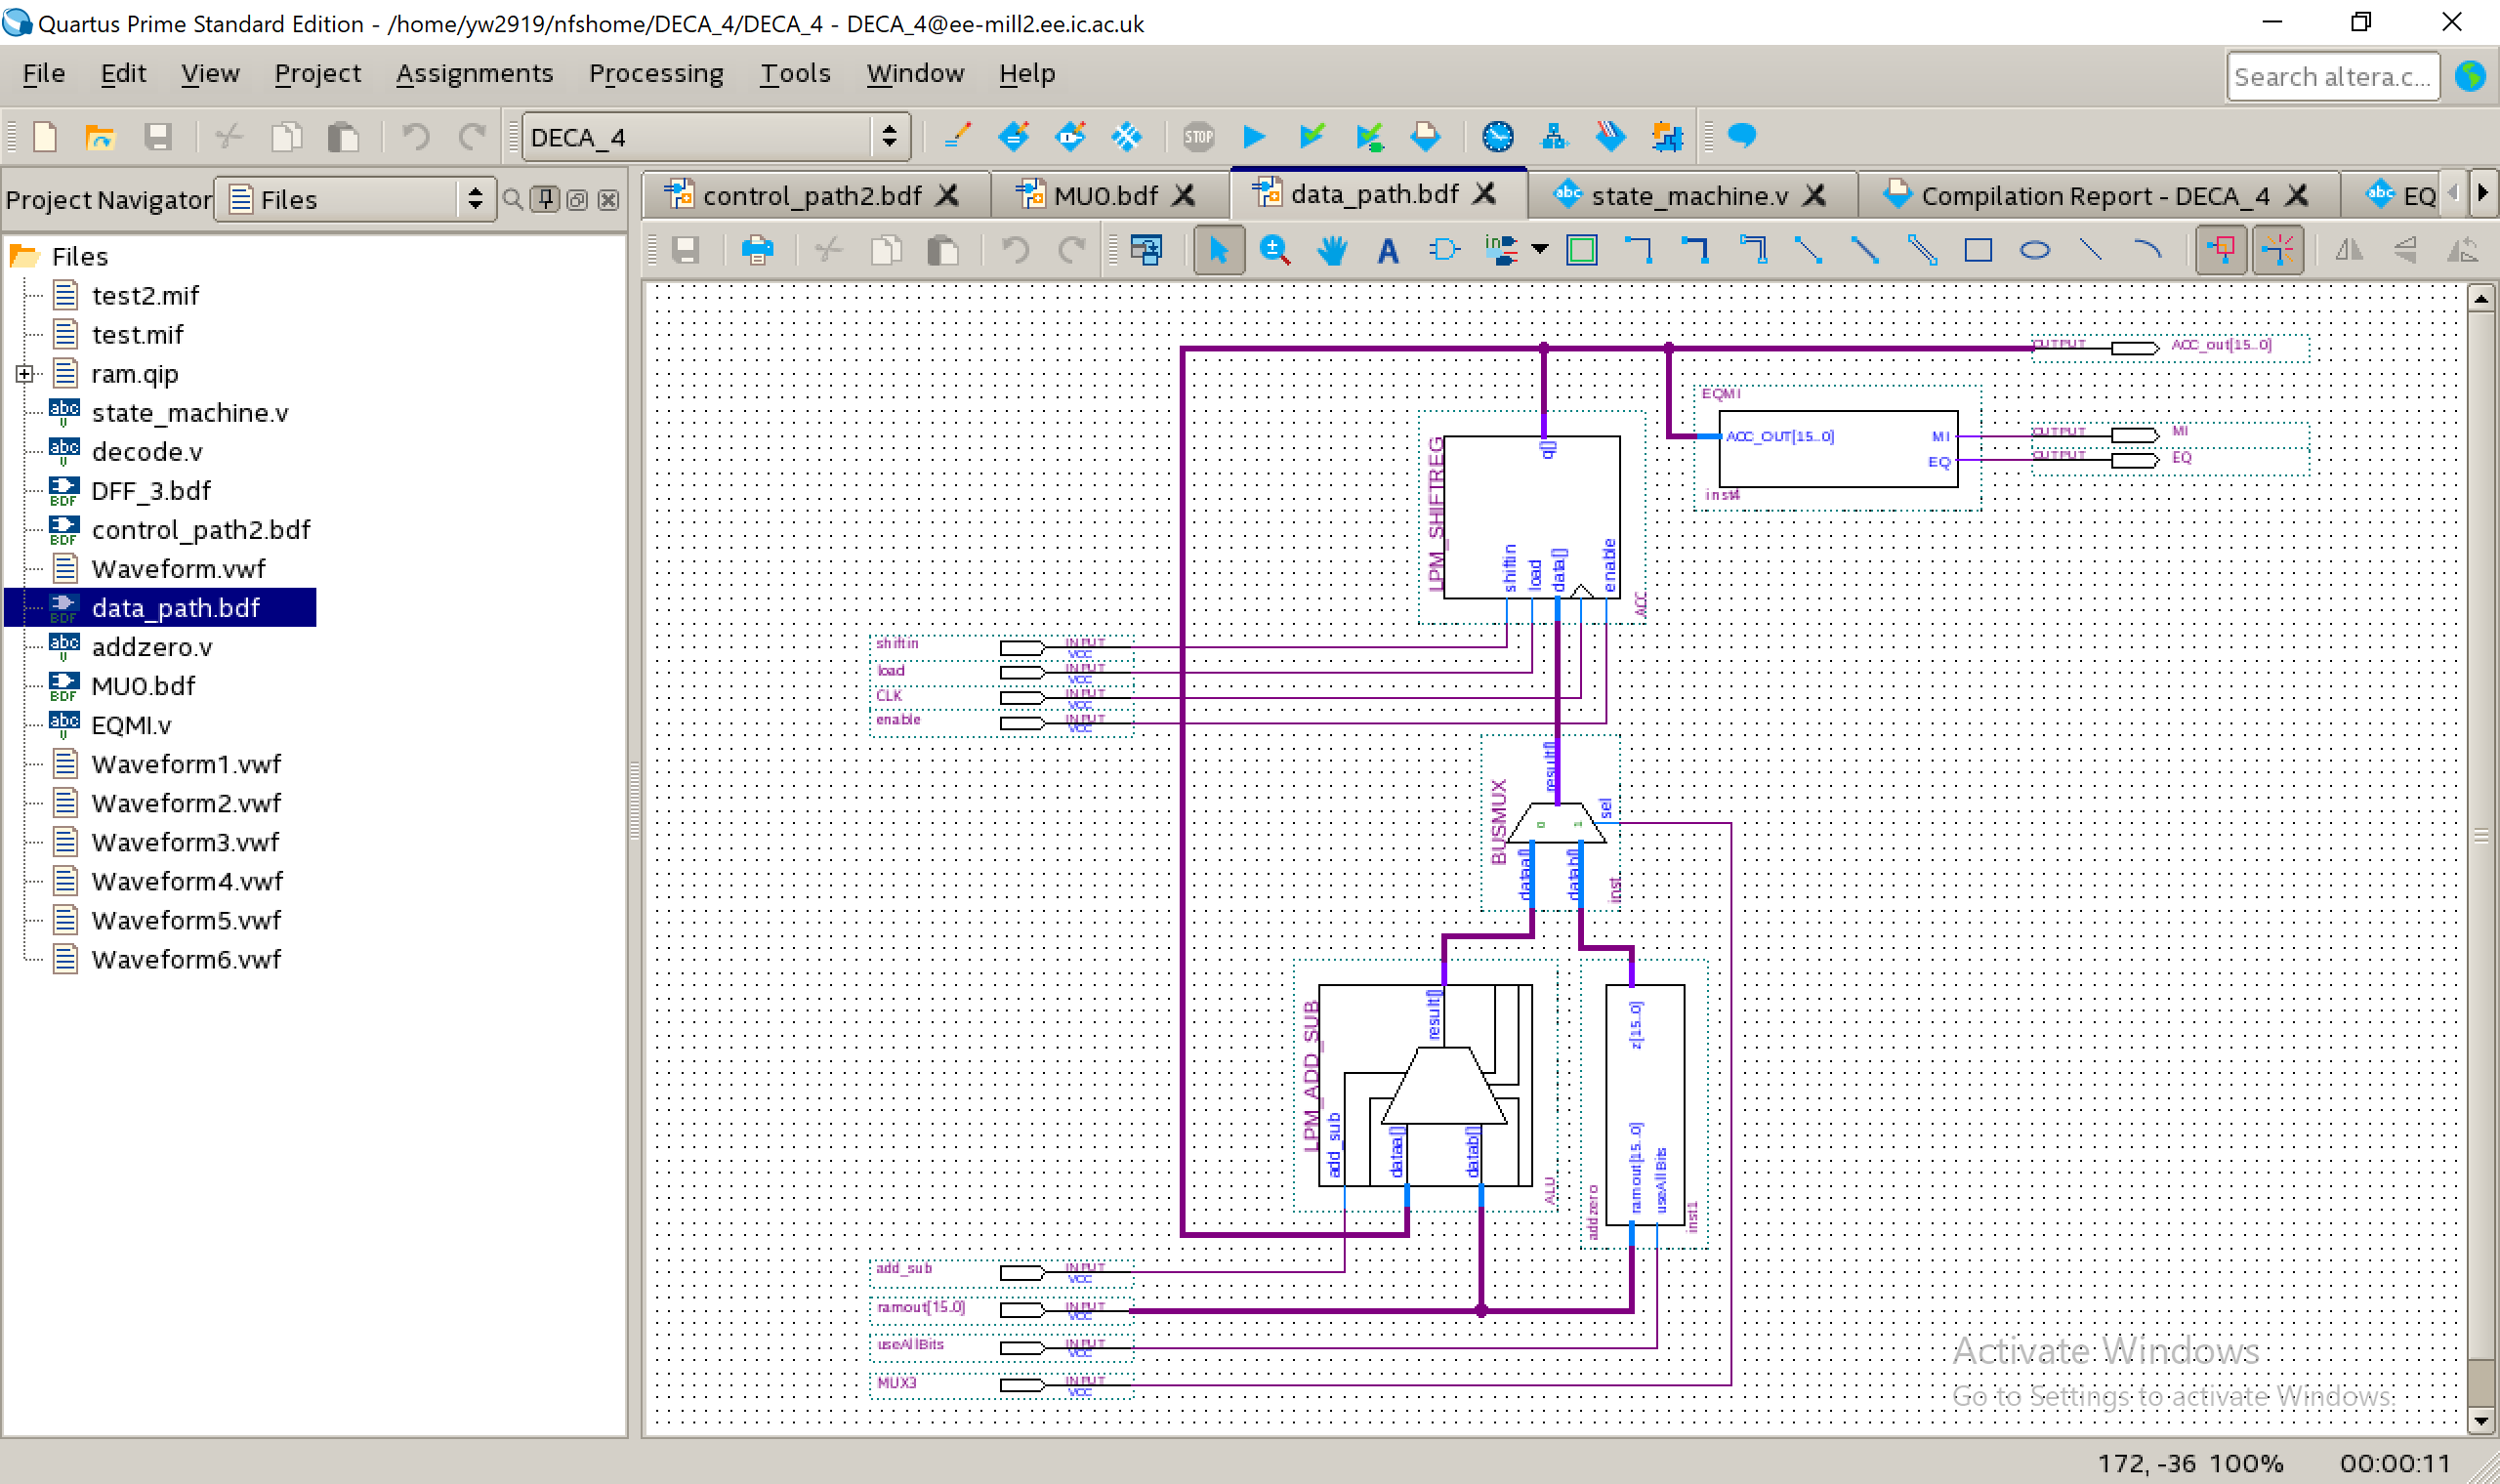 Quartus Prime Standard Edition - /home/yw2919/nfshome/DECA_4/DECA_4 - DECA_4@ee-mill2.ee.ic.ac.uk
File Edit View Project Assignments Processing Tools Window Help
Search altera.c...
DECA_4
STOP
Project Navigator Files
control_path2.bdf MU0.bdf data_path.bdf state_machine.v Compilation Report - DECA_4 EQ
Files
test2.mif
test.mif
ram.qip
state_machine.v
decode.v
DFF_3.bdf
control_path2.bdf
Waveform.vwf
data_path.bdf
addzero.v
MU0.bdf
EQMI.v
Waveform1.vwf
Waveform2.vwf
Waveform3.vwf
Waveform4.vwf
Waveform5.vwf
Waveform6.vwf
OUTPUT ACC_out[15..0]
EQMI
ACC_OUT[15..0] MI
EQ
inst4
OUTPUT MI
OUTPUT EQ
LPM_SHIFTREG
q[]
shiftin
load
data[]
enable
ACC
shiftin INPUT VCC
load INPUT VCC
CLK INPUT VCC
enable INPUT VCC
BUSMUX
result[]
sel
0 1
dataa[]
datab[]
inst
LPM_ADD_SUB
result[]
add_sub
dataa[]
datab[]
ALU
z[15..0]
ramout[15..0]
useAllBits
addzero
inst1
add_sub INPUT VCC
ramout[15..0] INPUT VCC
useAllBits INPUT VCC
MUX3 INPUT VCC
Activate Windows
Go to Settings to activate Windows.
172, -36 100% 00:00:11